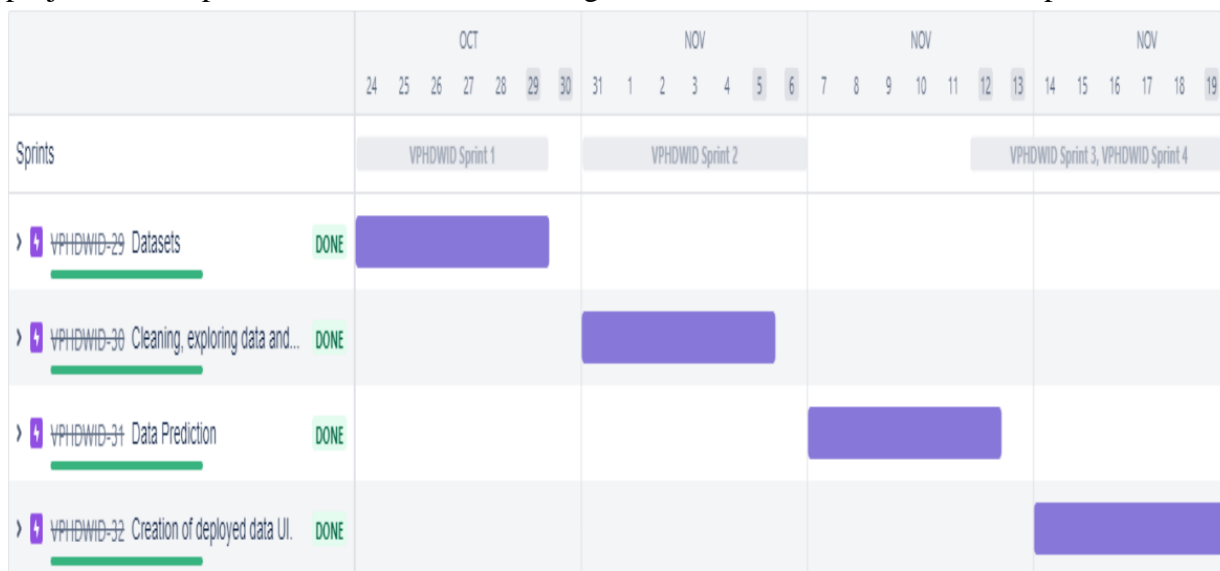 OCT NOV NOV NOV
24 25 26 27 28 29 30 31 1 2 3 4 5 6 7 8 9 10 11 12 13 14 15 16 17 18 19
Sprints VPHDWID Sprint 1 VPHDWID Sprint 2 VPHDWID Sprint 3, VPHDWID Sprint 4
VPHDWID-29 Datasets DONE
VPHDWID-30 Cleaning, exploring data and... DONE
VPHDWID-31 Data Prediction DONE
VPHDWID-32 Creation of deployed data UI. DONE